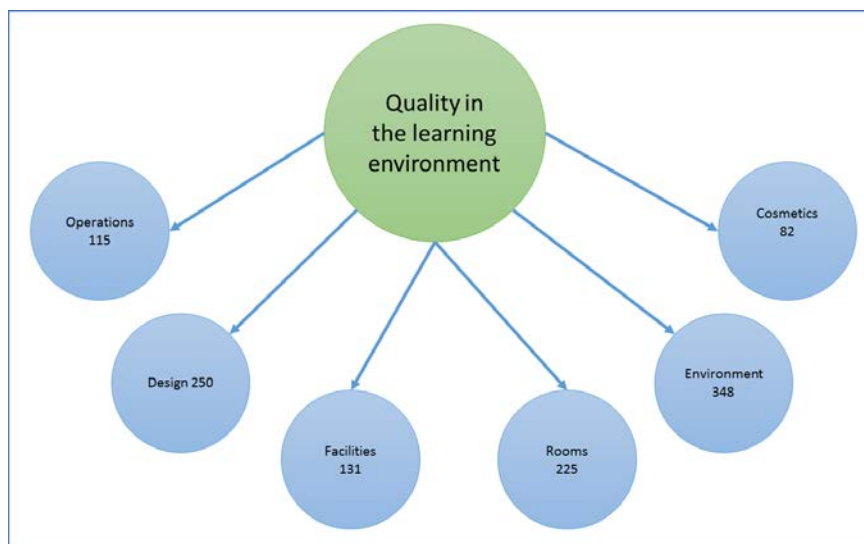 Quality in
the learning
environment
Operations
115
Cosmetics
82
Design 250
Environment
348
Facilities
131
Rooms
225